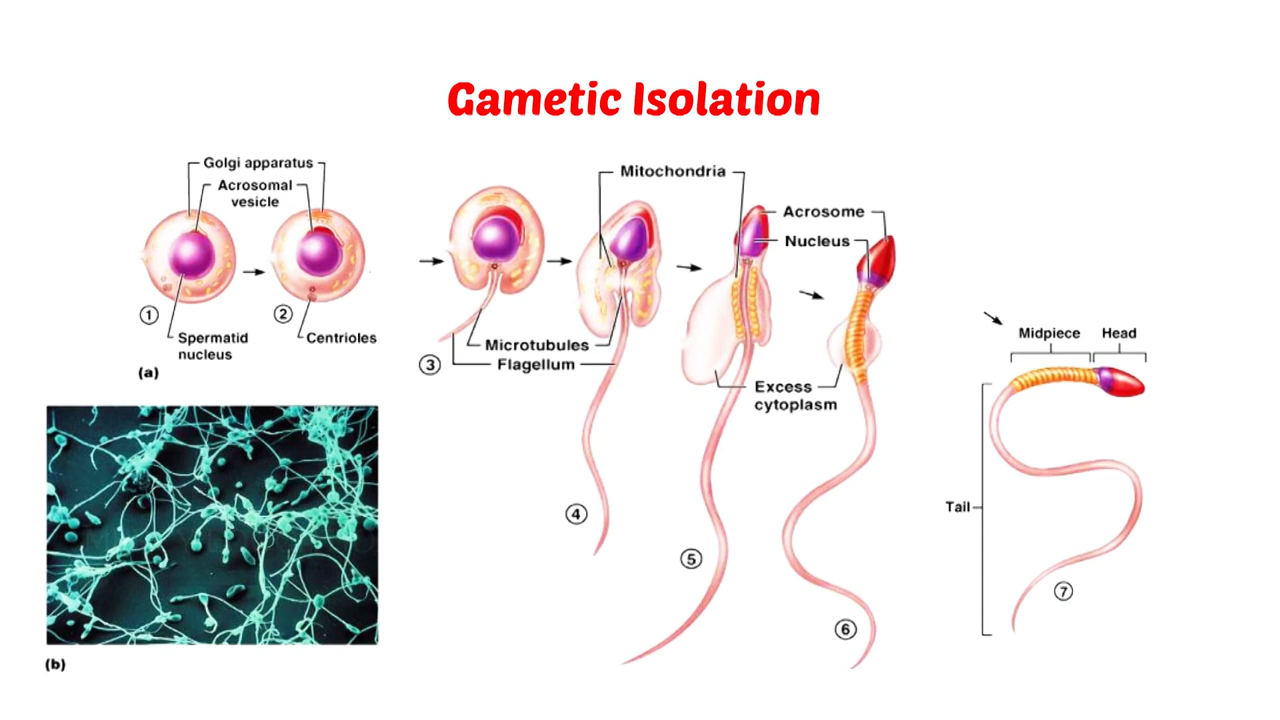 Gametic Isolation
Golgi apparatus
Acrosomal
vesicle
Mitochondria
Acrosome
Nucleus
1
2
Spermatid
nucleus
Centrioles
(a)
3
Microtubules
Flagellum
Excess
cytoplasm
Midpiece
Head
Tail
4
5
6
7
(b)